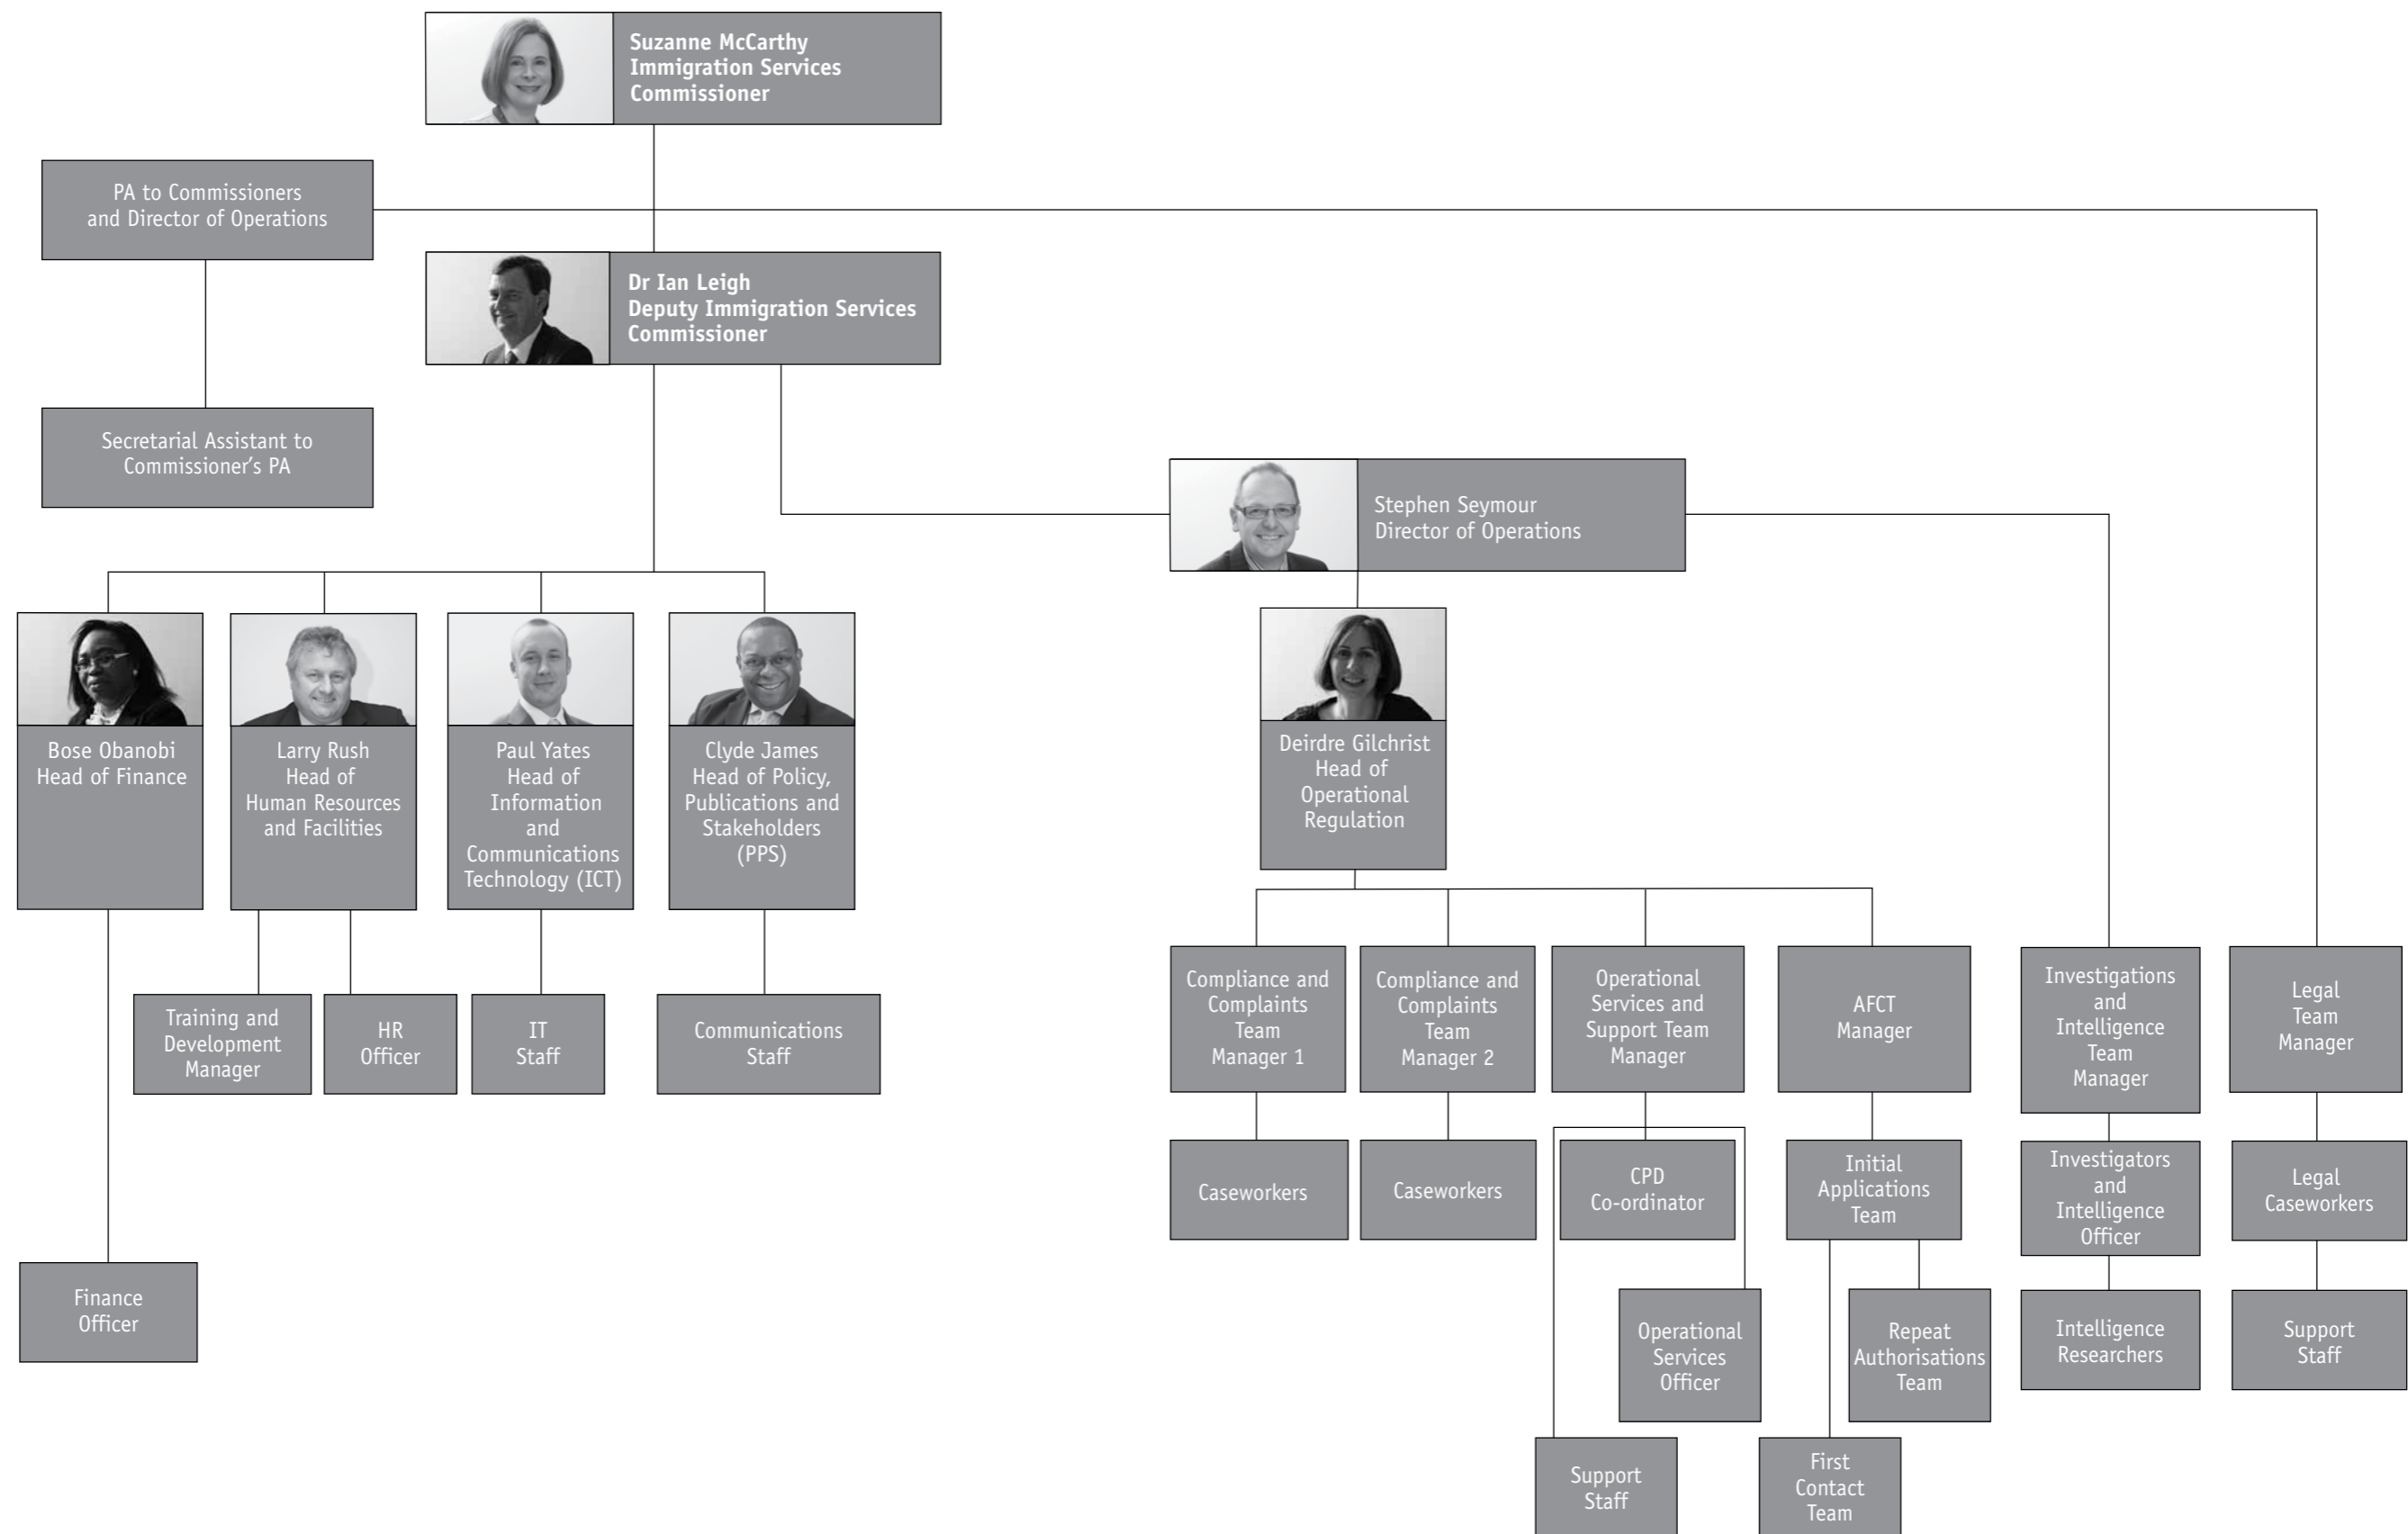 Suzanne McCarthy
Immigration Services
Commissioner
PA to Commissioners
and Director of Operations
Dr Ian Leigh
Deputy Immigration Services
Commissioner
Secretarial Assistant to
Commissioner's PA
Stephen Seymour
Director of Operations
Bose Obanobi
Head of Finance
Larry Rush
Head of
Human Resources
and Facilities
Paul Yates
Head of
Information
and
Communications
Technology (ICT)
Clyde James
Head of Policy,
Publications and
Stakeholders
(PPS)
Deirdre Gilchrist
Head of
Operational
Regulation
Training and
Development
Manager
HR
Officer
IT
Staff
Communications
Staff
Compliance and
Complaints
Team
Manager 1
Compliance and
Complaints
Team
Manager 2
Operational
Services and
Support Team
Manager
AFCT
Manager
Investigations
and
Intelligence
Team
Manager
Legal
Team
Manager
Caseworkers
Caseworkers
CPD
Co-ordinator
Initial
Applications
Team
Investigators
and
Intelligence
Officer
Legal
Caseworkers
Finance
Officer
Operational
Services
Officer
Repeat
Authorisations
Team
Intelligence
Researchers
Support
Staff
Support
Staff
First
Contact
Team